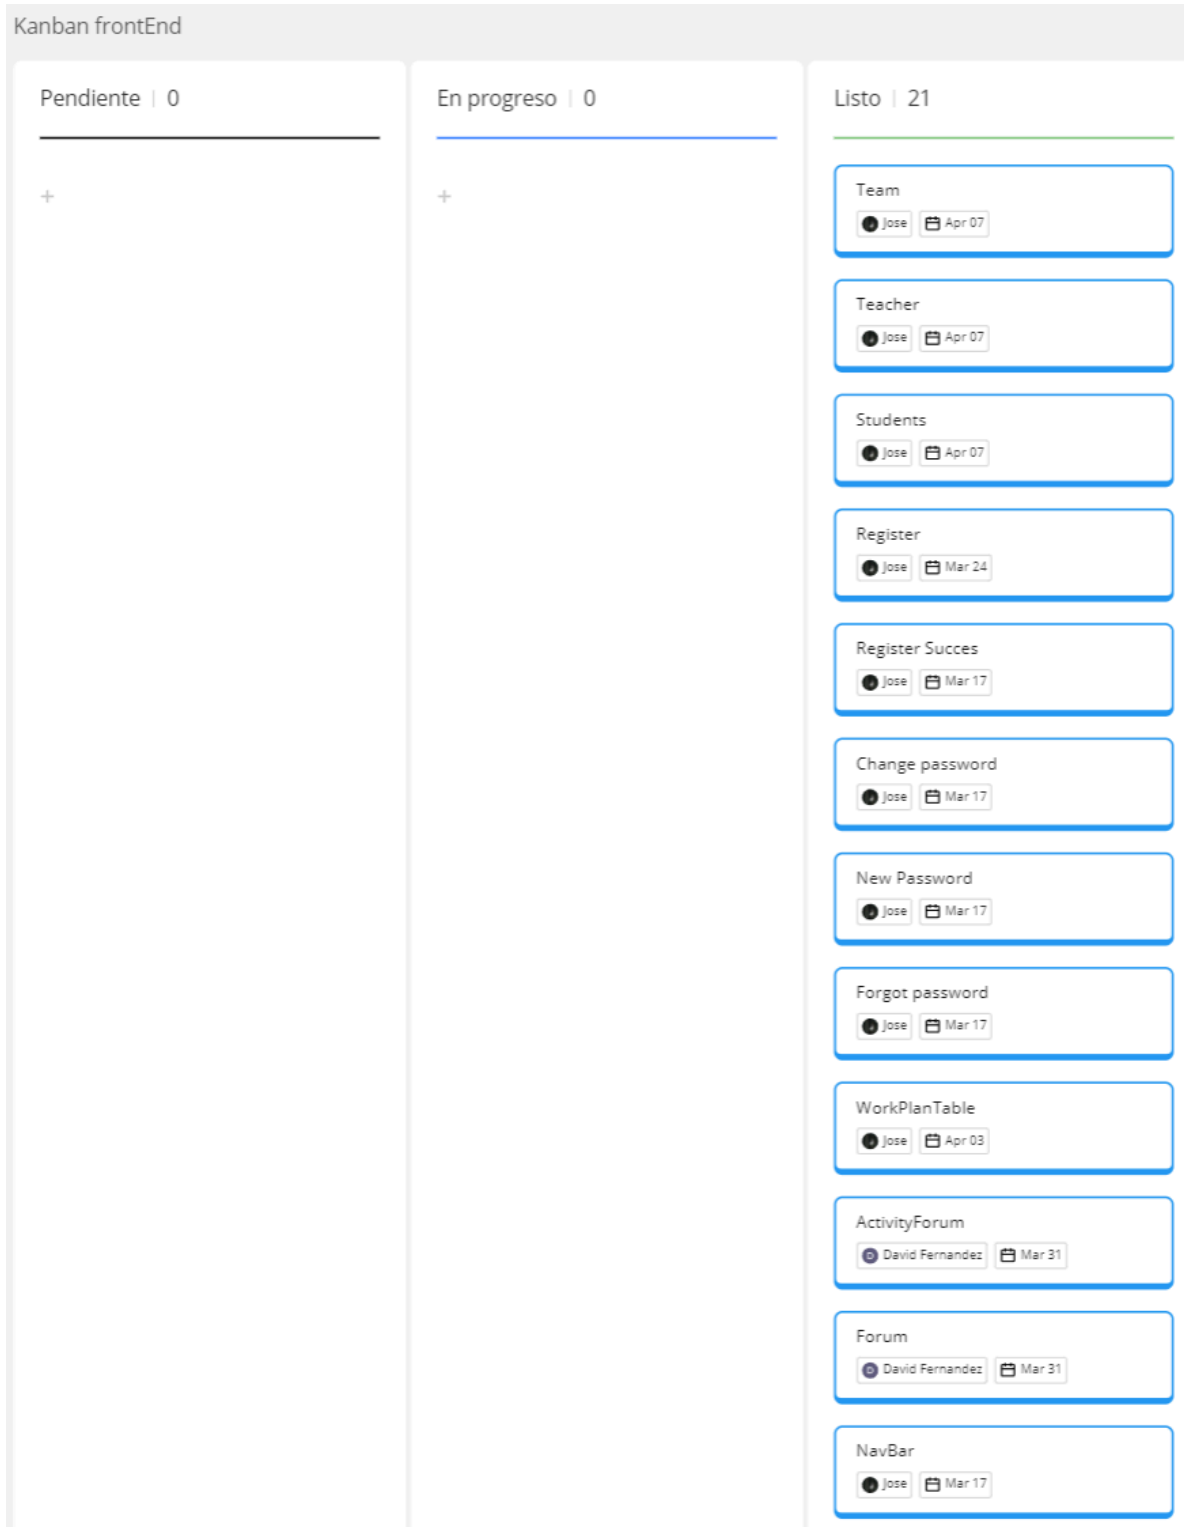 Kanban frontEnd
Pendiente | 0
+
En progreso | 0
+
Listo | 21
Team
Jose Apr 07
Teacher
Jose Apr 07
Students
Jose Apr 07
Register
Jose Mar 24
Register Succes
Jose Mar 17
Change password
Jose Mar 17
New Password
Jose Mar 17
Forgot password
Jose Mar 17
WorkPlanTable
Jose Apr 03
ActivityForum
D David Fernandez Mar 31
Forum
D David Fernandez Mar 31
NavBar
Jose Mar 17